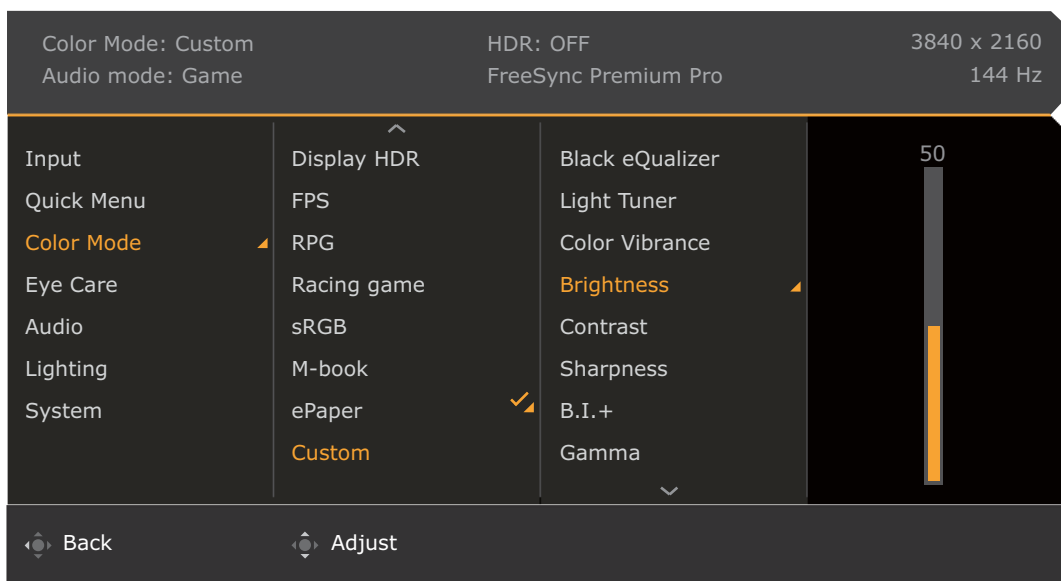 Color Mode: Custom
HDR: OFF
3840 x 2160
Audio mode: Game
FreeSync Premium Pro
144 Hz
Input
Quick Menu
Color Mode
Eye Care
Audio
Lighting
System
Display HDR
FPS
RPG
Racing game
sRGB
M-book
ePaper
Custom
Black eQualizer
Light Tuner
Color Vibrance
Brightness
Contrast
Sharpness
B.I.+
Gamma
50
Back
Adjust